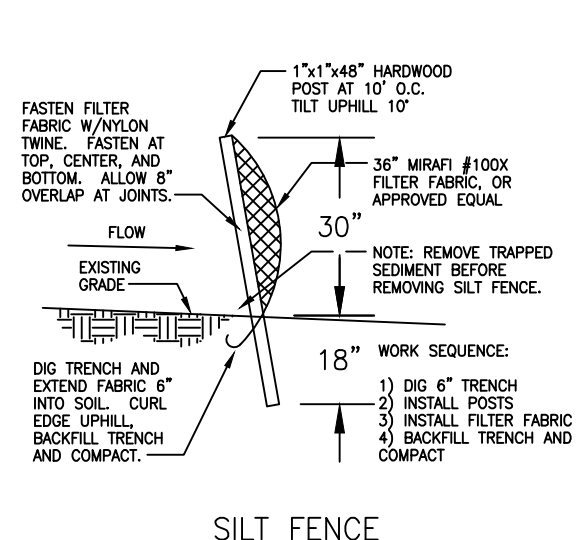 1"x1"x48" HARDWOOD
POST AT 10' O.C.
TILT UPHILL 10°
FASTEN FILTER
FABRIC W/NYLON
TWINE. FASTEN AT
TOP, CENTER, AND
BOTTOM. ALLOW 8"
OVERLAP AT JOINTS.
36" MIRAFI #100X
FILTER FABRIC, OR
APPROVED EQUAL
30"
FLOW
NOTE: REMOVE TRAPPED
SEDIMENT BEFORE
REMOVING SILT FENCE.
EXISTING
GRADE
18"
DIG TRENCH AND
EXTEND FABRIC 6"
INTO SOIL. CURL
EDGE UPHILL,
BACKFILL TRENCH
AND COMPACT.
WORK SEQUENCE:
1) DIG 6" TRENCH
2) INSTALL POSTS
3) INSTALL FILTER FABRIC
4) BACKFILL TRENCH AND
COMPACT
SILT FENCE